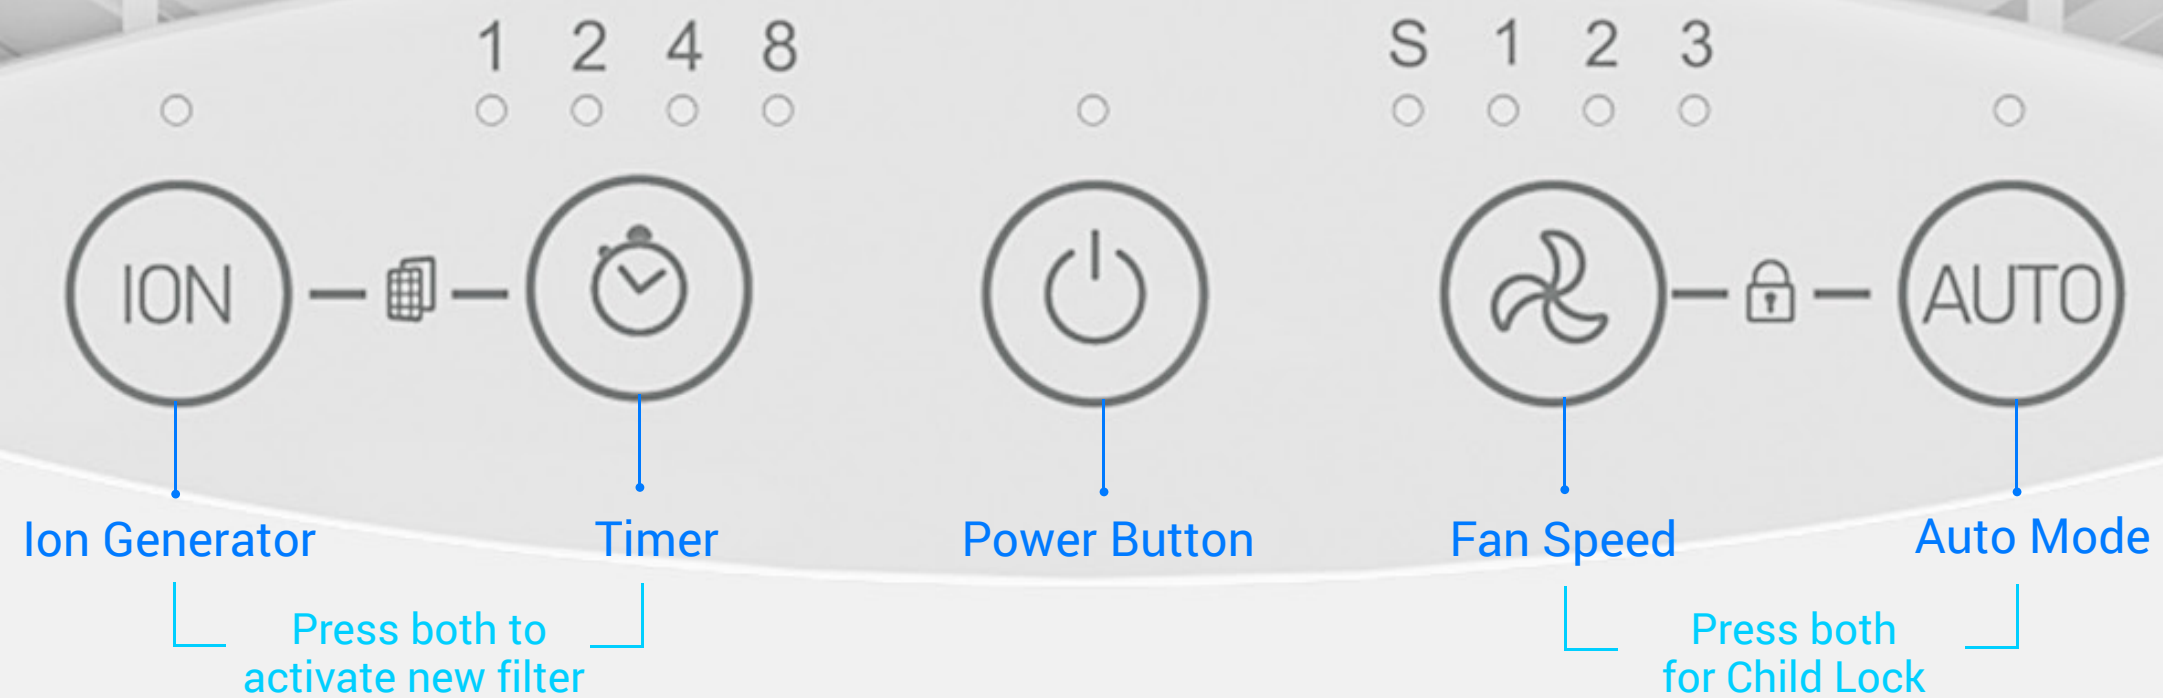 1 2 4 8
S 1 2 3
ION
AUTO
Ion Generator
Timer
Power Button
Fan Speed
Auto Mode
Press both to
activate new filter
Press both
for Child Lock